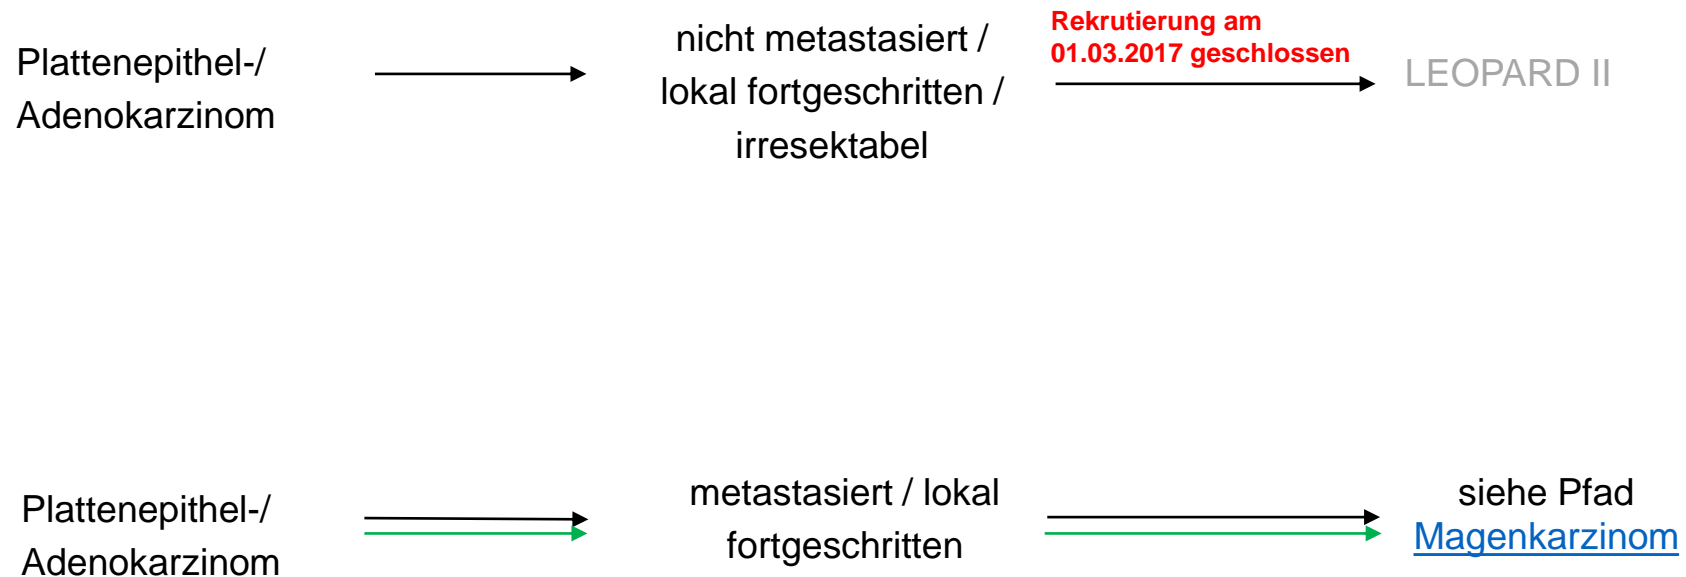 Plattenepithel-/
Adenokarzinom
nicht metastasiert /
lokal fortgeschritten /
irresektabel
Rekrutierung am
01.03.2017 geschlossen
LEOPARD II
Plattenepithel-/
Adenokarzinom
metastasiert / lokal
fortgeschritten
siehe Pfad
Magenkarzinom